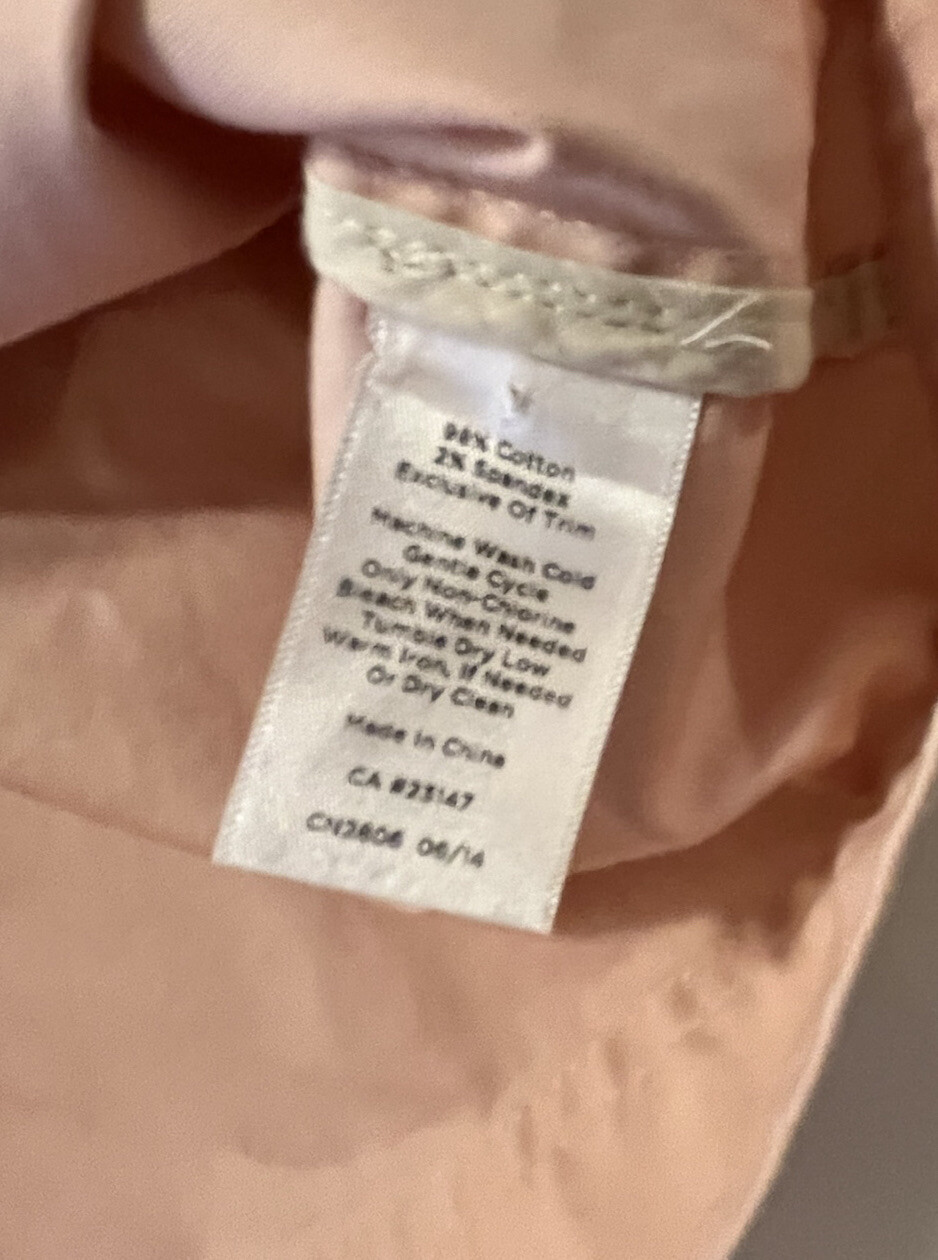 98% Cotton
2% Spandex
Exclusive Of Trim
Machine Wash Cold
Gentle Cycle
Only Non-Chlorine
Bleach When Needed
Tumble Dry Low
Warm Iron, If Needed
Or Dry Clean
Made In China
CA #23147
CN2606 06/14